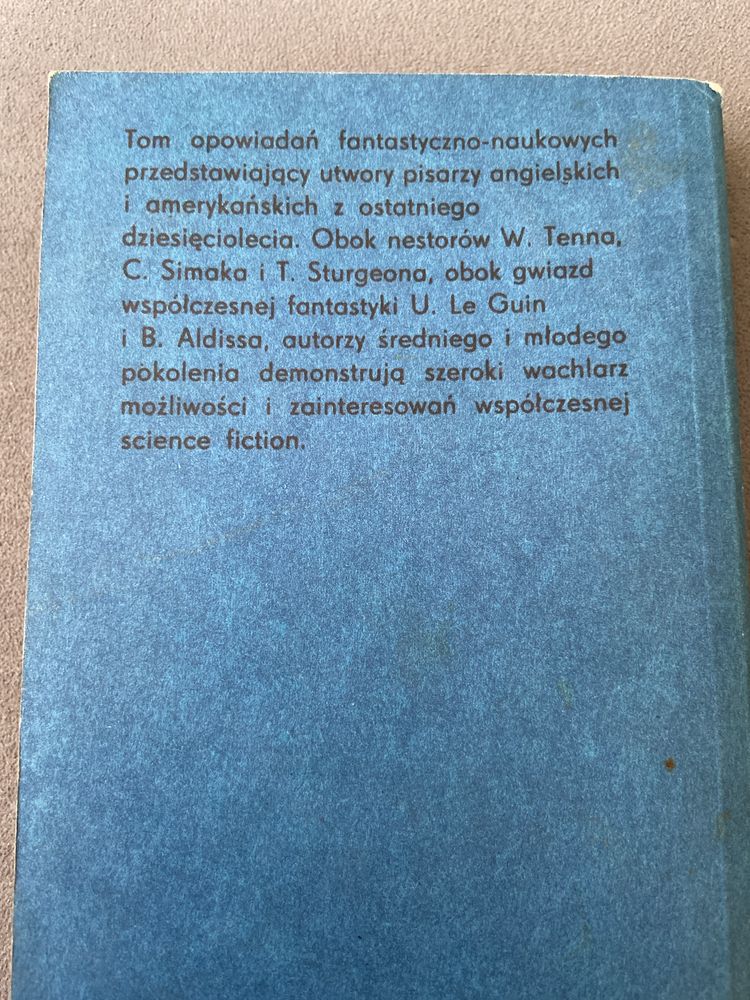 Tom opowiadań fantastyczno-naukowych
przedstawiający utwory pisarzy angielskich
i amerykańskich z ostatniego
dziesięciolecia. Obok nestorów W. Tenna,
C. Simaka i T. Sturgeona, obok gwiazd
współczesnej fantastyki U. Le Guin
i B. Aldissa, autorzy średniego i młodego
pokolenia demonstrują szeroki wachlarz
możliwości i zainteresowań współczesnej
science fiction.